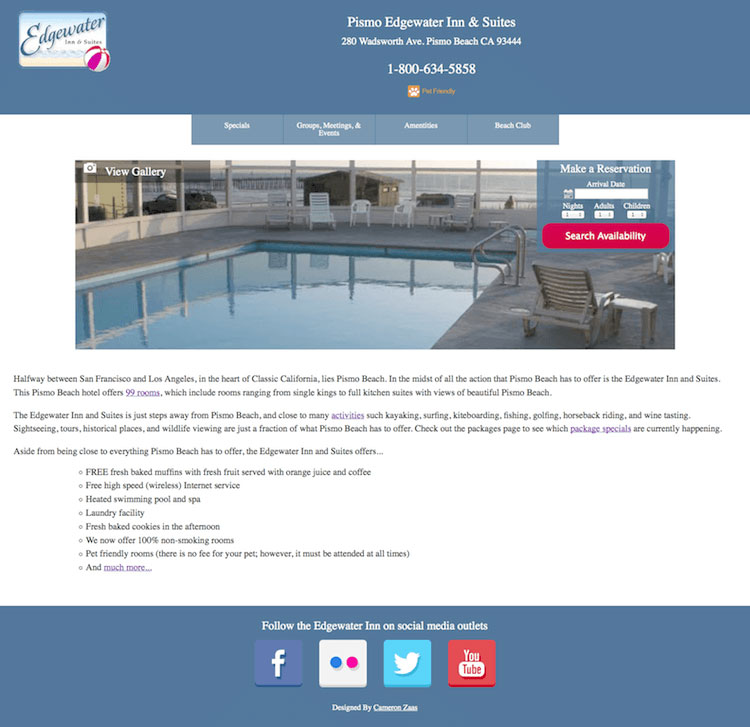 Edgewater
Inn & Suites
Pismo Edgewater Inn & Suites
280 Wadsworth Ave. Pismo Beach CA 93444
1-800-634-5858
Pet Friendly
Specials
Groups, Meetings, &
Events
Amentities
Beach Club
View Gallery
Make a Reservation
Arrival Date
Nights Adults Children
1 1 1
Search Availability
Halfway between San Francisco and Los Angeles, in the heart of Classic California, lies Pismo Beach. In the midst of all the action that Pismo Beach has to offer is the Edgewater Inn and Suites.
This Pismo Beach hotel offers 99 rooms, which include rooms ranging from single kings to full kitchen suites with views of beautiful Pismo Beach.
The Edgewater Inn and Suites is just steps away from Pismo Beach, and close to many activities such kayaking, surfing, kiteboarding, fishing, golfing, horseback riding, and wine tasting.
Sightseeing, tours, historical places, and wildlife viewing are just a fraction of what Pismo Beach has to offer. Check out the packages page to see which package specials are currently happening.
Aside from being close to everything Pismo Beach has to offer, the Edgewater Inn and Suites offers...
FREE fresh baked muffins with fresh fruit served with orange juice and coffee
Free high speed (wireless) Internet service
Heated swimming pool and spa
Laundry facility
Fresh baked cookies in the afternoon
We now offer 100% non-smoking rooms
Pet friendly rooms (there is no fee for your pet; however, it must be attended at all times)
And much more...
Follow the Edgewater Inn on social media outlets
f
You
Tube
Designed By Cameron Zaas